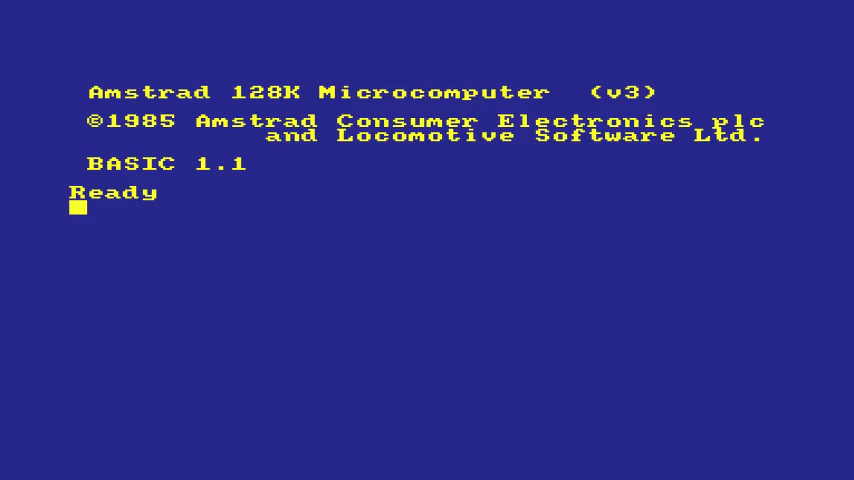 Amstrad 128K Microcomputer (v3)
©1985 Amstrad Consumer Electronics plc
and Locomotive Software Ltd.
BASIC 1.1
Ready